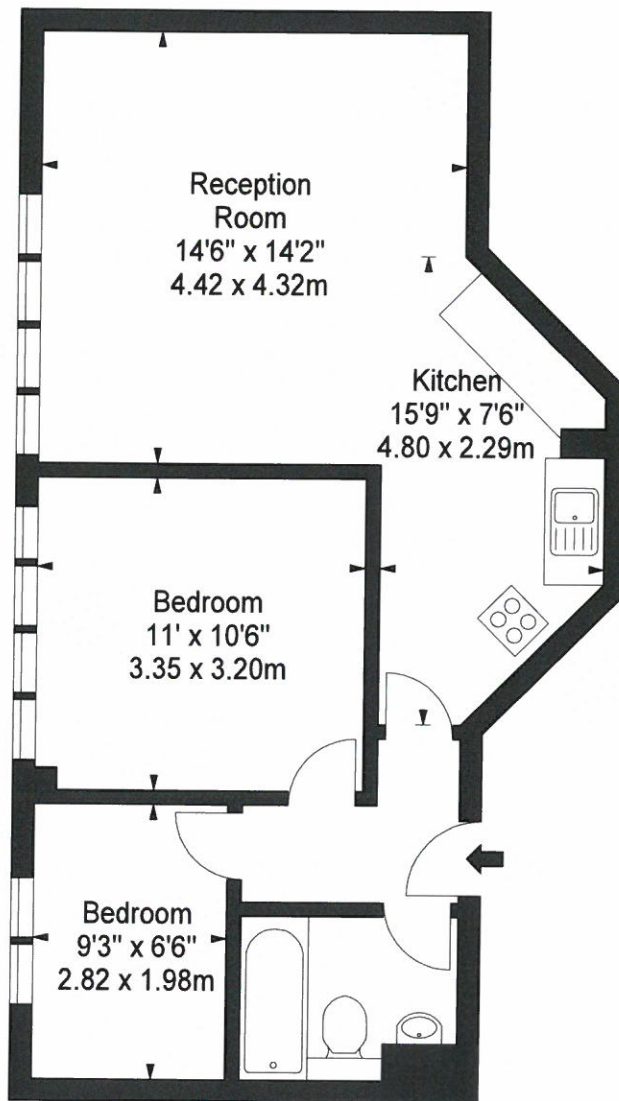 Reception
Room
14'6" x 14'2"
4.42 x 4.32m
Kitchen
15'9" x 7'6"
4.80 x 2.29m
Bedroom
11' x 10'6"
3.35 x 3.20m
Bedroom
9'3" x 6'6"
2.82 x 1.98m